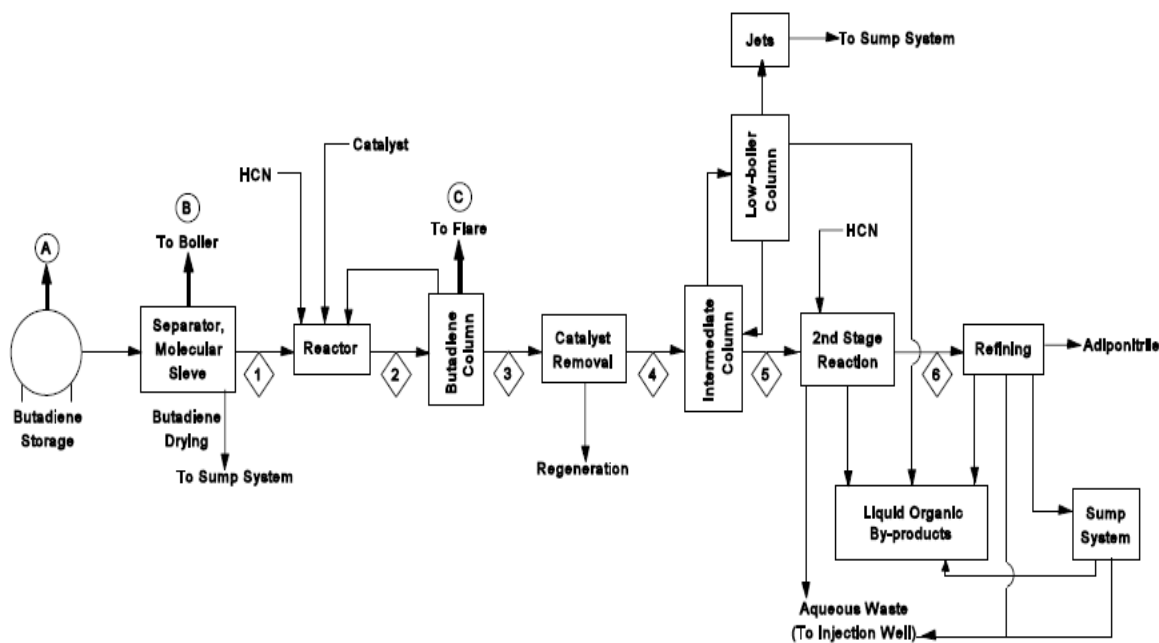 Jets
To Sump System
Low-boiler
Column
Catalyst
HCN
A
B
C
To Boiler
To Flare
HCN
Separator,
Molecular
Sieve
Reactor
Butadiene
Column
Catalyst
Removal
Intermediate
Column
2nd Stage
Reaction
Refining
Adiponitrile
1
2
3
4
5
6
Butadiene
Storage
Butadiene
Drying
To Sump System
Regeneration
Liquid Organic
By-products
Sump
System
Aqueous Waste
(To Injection Well)